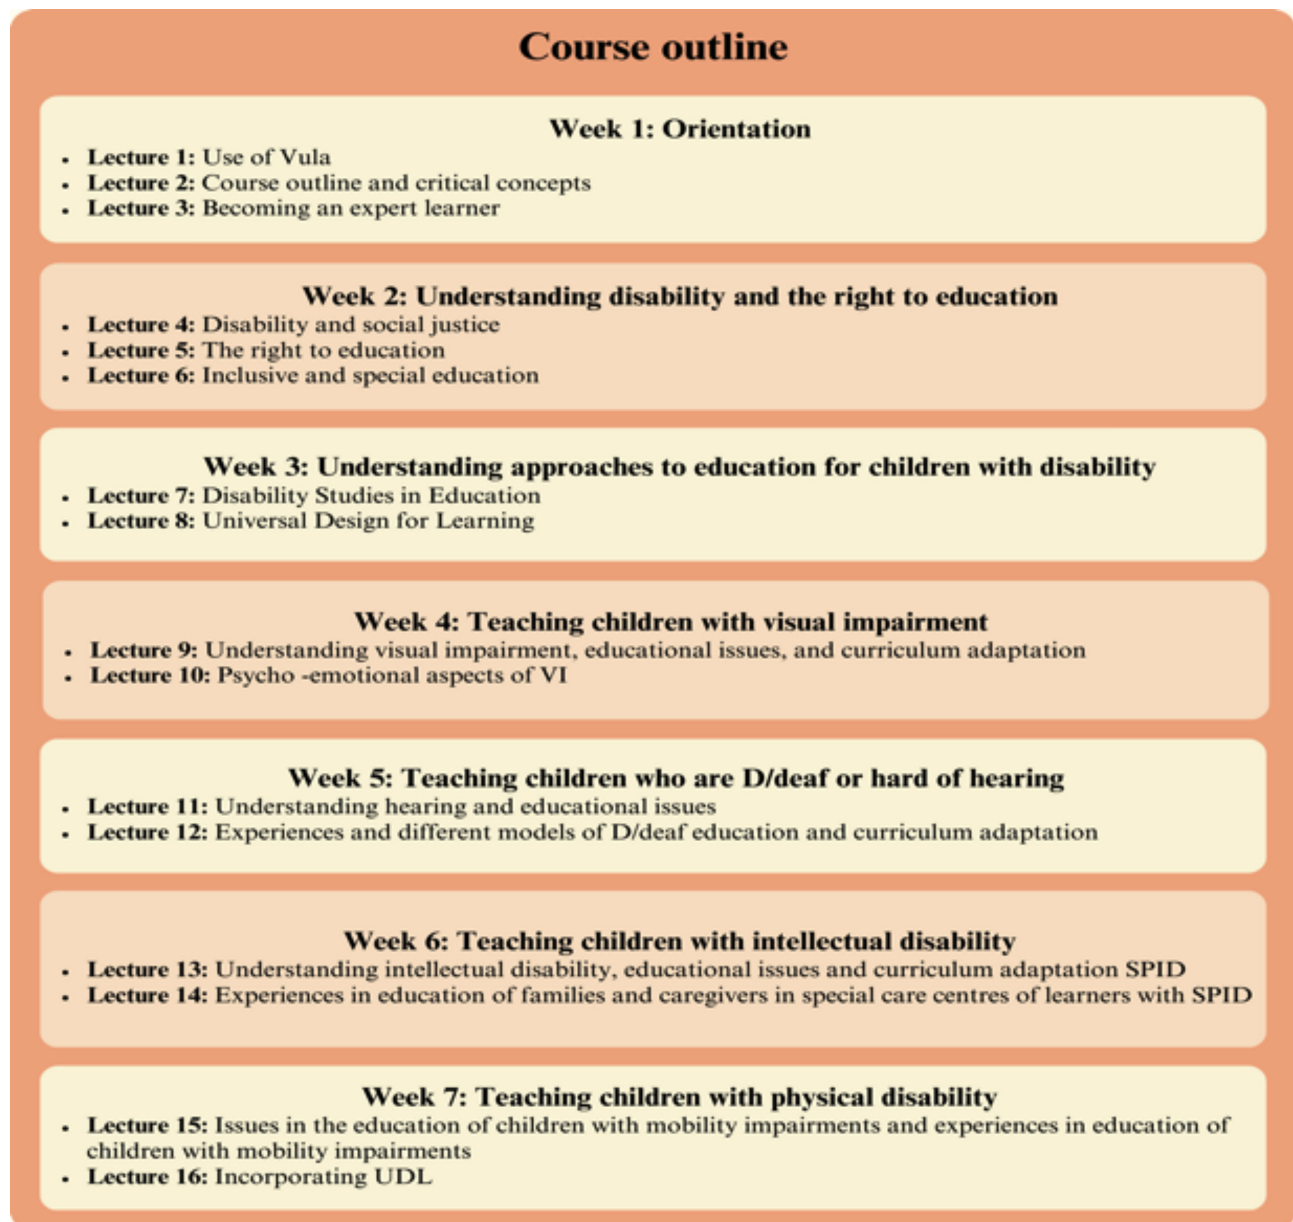 Course outline
Week 1: Orientation
• Lecture 1: Use of Vula
• Lecture 2: Course outline and critical concepts
• Lecture 3: Becoming an expert learner
Week 2: Understanding disability and the right to education
• Lecture 4: Disability and social justice
• Lecture 5: The right to education
• Lecture 6: Inclusive and special education
Week 3: Understanding approaches to education for children with disability
• Lecture 7: Disability Studies in Education
• Lecture 8: Universal Design for Learning
Week 4: Teaching children with visual impairment
• Lecture 9: Understanding visual impairment, educational issues, and curriculum adaptation
• Lecture 10: Psycho -emotional aspects of VI
Week 5: Teaching children who are D/deaf or hard of hearing
• Lecture 11: Understanding hearing and educational issues
• Lecture 12: Experiences and different models of D/deaf education and curriculum adaptation
Week 6: Teaching children with intellectual disability
• Lecture 13: Understanding intellectual disability, educational issues and curriculum adaptation SPID
• Lecture 14: Experiences in education of families and caregivers in special care centres of learners with SPID
Week 7: Teaching children with physical disability
• Lecture 15: Issues in the education of children with mobility impairments and experiences in education of
children with mobility impairments
• Lecture 16: Incorporating UDL